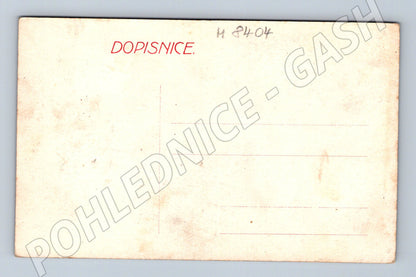 H 8404
DOPISNICE.
POHLEDNICE - GASH